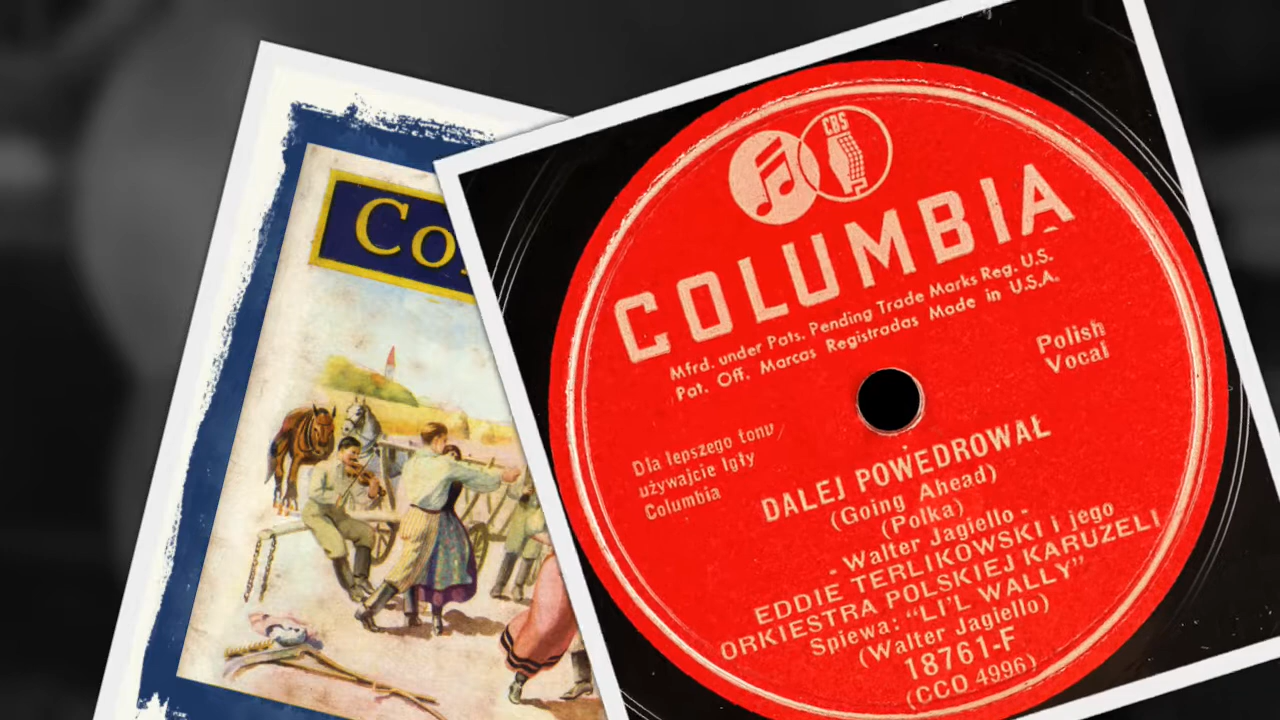 Co
CBS
COLUMBIA
Mfrd. under Pats. Pending Trade Marks Reg. U.S.
Pat. Off. Marcas Registradas Made in U.S.A.
Polish
Vocal
Dla lepszego tonu
używajcie Igły
Columbia
DALEJ POWĘDROWAŁ
(Going Ahead)
(Polka)
- Walter Jagiello -
EDDIE TERLIKOWSKI i jego
ORKIESTRA POLSKIEJ KARUZELI
Spiewa: "LI'L WALLY"
(Walter Jagiello)
18761-F
(CCO 4996)